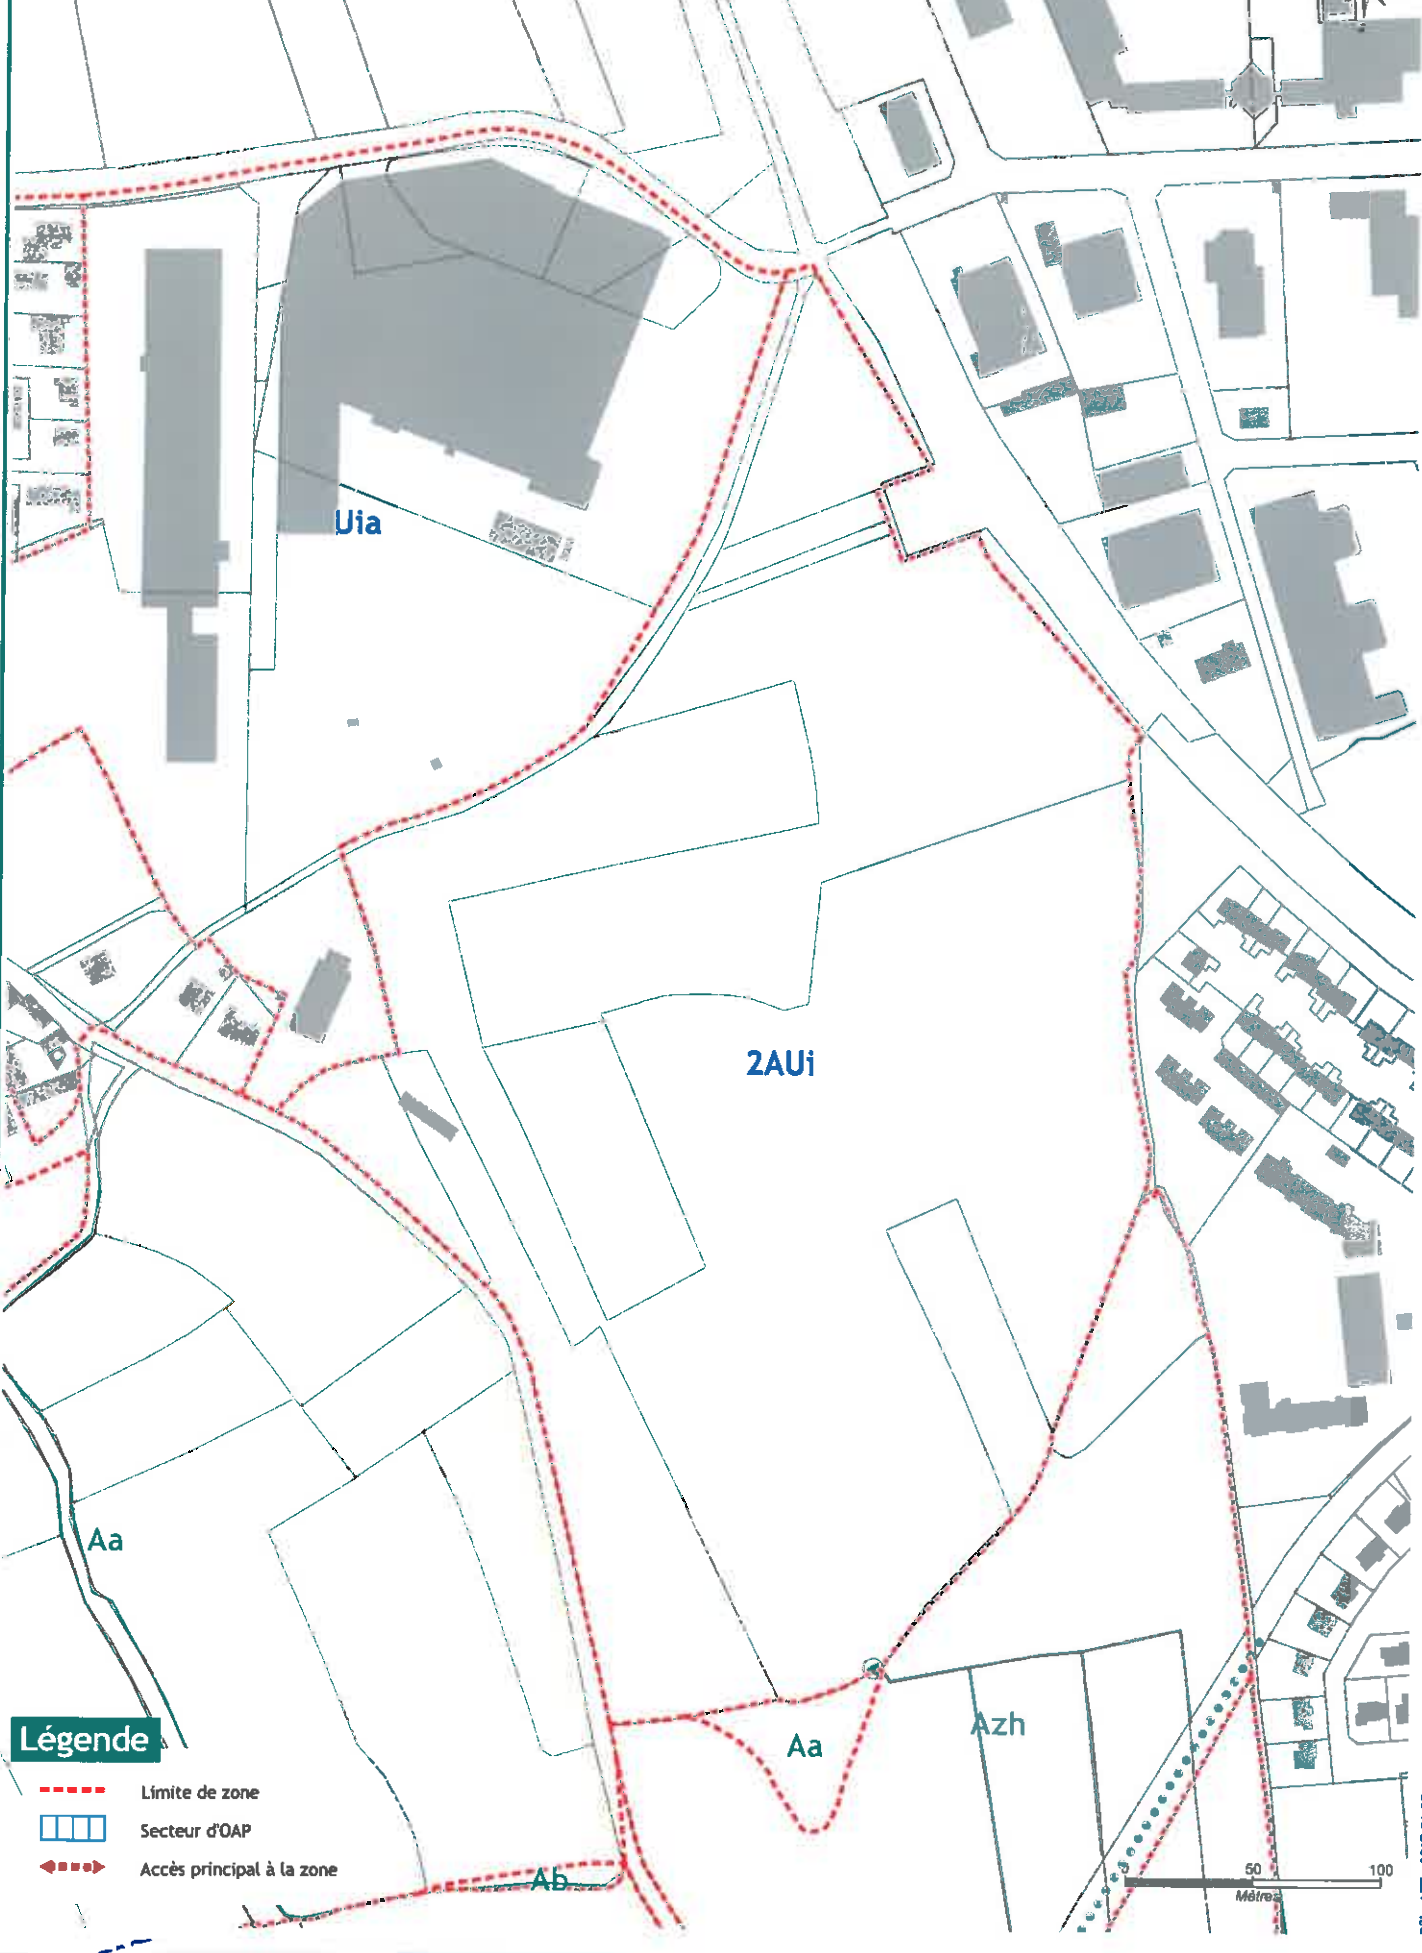 Uia
2AUi
Aa
Azh
Aa
Ab
Légende
Limite de zone
Secteur d'OAP
Accès principal à la zone
0 50 100
Mètres